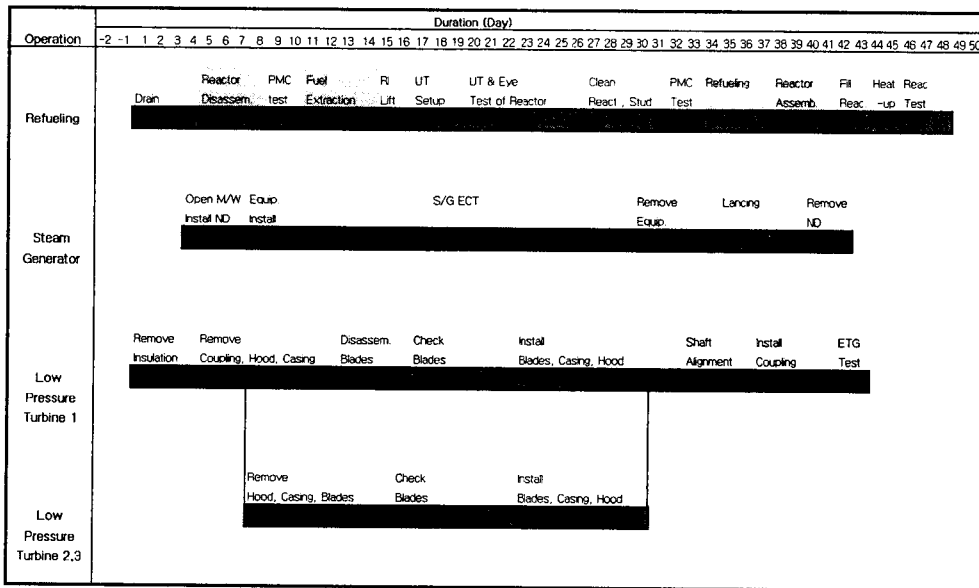 Duration (Day)
Operation -2 -1 1 2 3 4 5 6 7 8 9 10 11 12 13 14 15 16 17 18 19 20 21 22 23 24 25 26 27 28 29 30 31 32 33 34 35 36 37 38 39 40 41 42 43 44 45 46 47 48 49 50
Reactor PMC Fuel RI UT UT & Eye Clean PMC Refueling Reactor Fill Heat Reac
Drain Disassem. test Extraction Lift Setup Test of Reactor React , Stud Test Assemb. Reac -up Test
Refueling
Open M/W Equip. S/G ECT Remove Lancing Remove
Install ND Install Equip. ND
Steam
Generator
Remove Remove Disassem. Check Install Shaft Install ETG
Insulation Coupling, Hood, Casing Blades Blades Blades, Casing, Hood Alignment Coupling Test
Low
Pressure
Turbine 1
Remove Check Install
Hood, Casing, Blades Blades Blades, Casing, Hood
Low
Pressure
Turbine 2,3